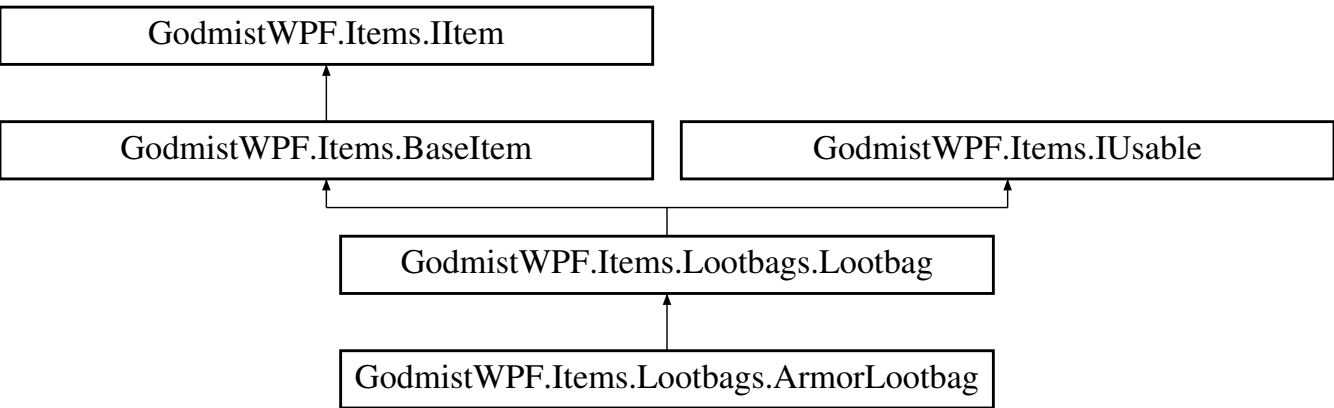 GodmistWPF.Items.IItem
GodmistWPF.Items.BaseItem
GodmistWPF.Items.IUsable
GodmistWPF.Items.Lootbags.Lootbag
GodmistWPF.Items.Lootbags.ArmorLootbag